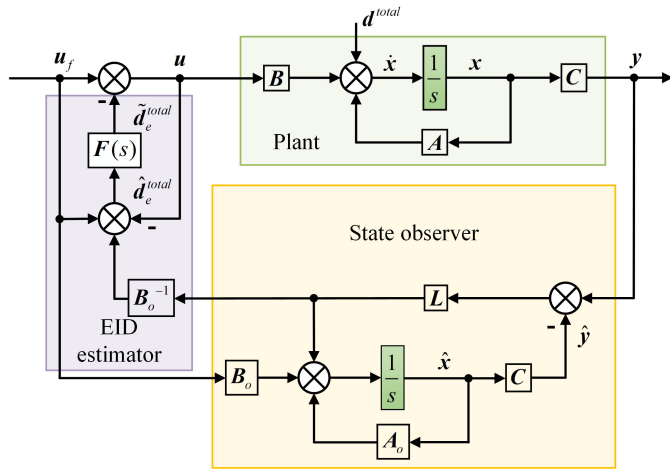 d^total
u_f
u
B
ẋ
1/s
x
C
y
-
d̃_e^total
A
Plant
F(s)
d̂_e^total
-
State observer
B_o^{-1}
L
-
ŷ
EID
estimator
B_o
1/s
x̂
C
A_o